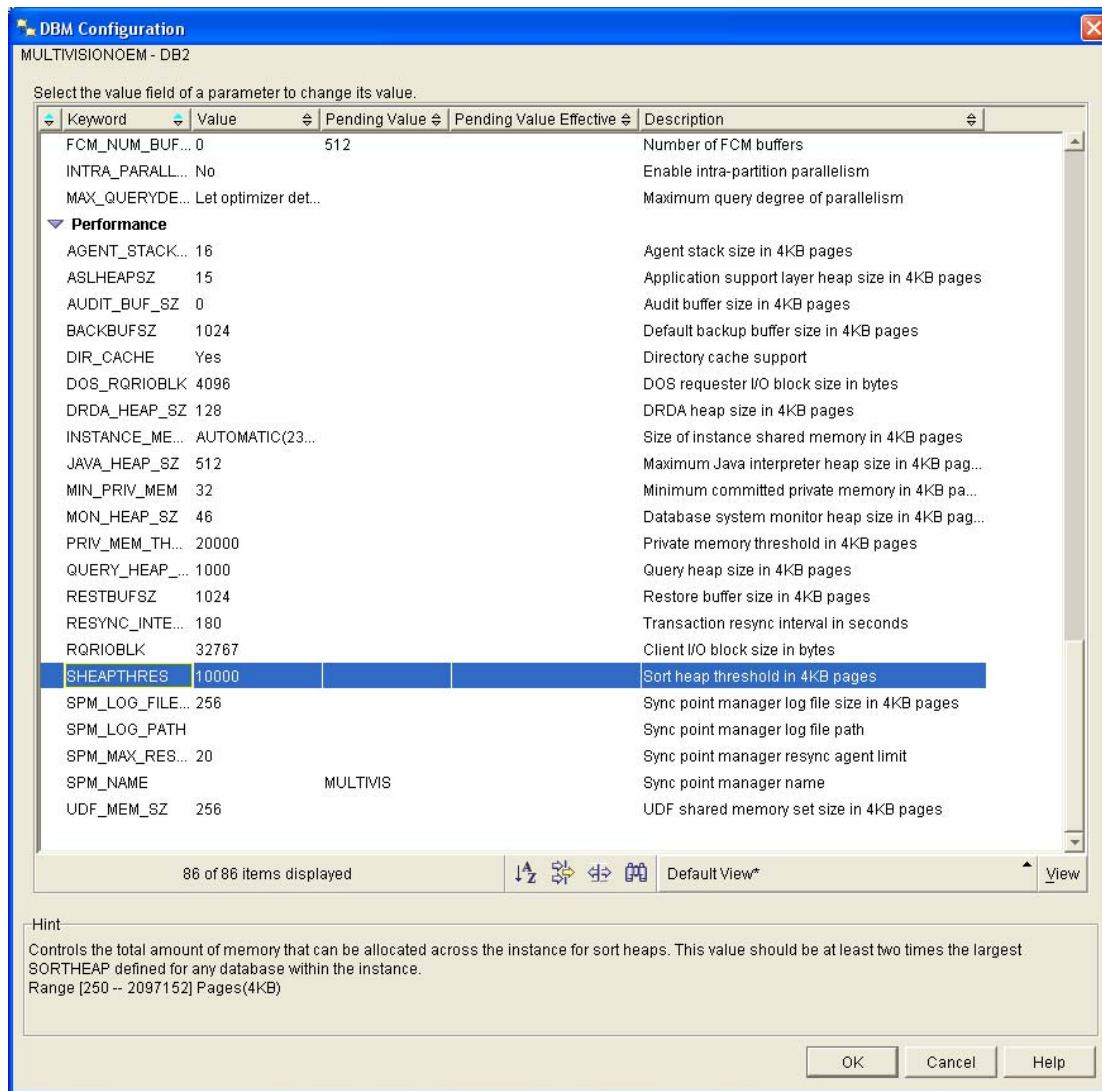 DBM Configuration
MULTIVISIONOEM - DB2
Select the value field of a parameter to change its value.
Keyword Value Pending Value Pending Value Effective Description
FCM_NUM_BUF... 0 512 Number of FCM buffers
INTRA_PARALL... No Enable intra-partition parallelism
MAX_QUERYDE... Let optimizer det... Maximum query degree of parallelism
Performance
AGENT_STACK... 16 Agent stack size in 4KB pages
ASLHEAPSZ 15 Application support layer heap size in 4KB pages
AUDIT_BUF_SZ 0 Audit buffer size in 4KB pages
BACKBUFSZ 1024 Default backup buffer size in 4KB pages
DIR_CACHE Yes Directory cache support
DOS_RQRIOBLK 4096 DOS requester I/O block size in bytes
DRDA_HEAP_SZ 128 DRDA heap size in 4KB pages
INSTANCE_ME... AUTOMATIC(23... Size of instance shared memory in 4KB pages
JAVA_HEAP_SZ 512 Maximum Java interpreter heap size in 4KB pag...
MIN_PRIV_MEM 32 Minimum committed private memory in 4KB pa...
MON_HEAP_SZ 46 Database system monitor heap size in 4KB pag...
PRIV_MEM_TH... 20000 Private memory threshold in 4KB pages
QUERY_HEAP_... 1000 Query heap size in 4KB pages
RESTBUFSZ 1024 Restore buffer size in 4KB pages
RESYNC_INTE... 180 Transaction resync interval in seconds
RQRIOBLK 32767 Client I/O block size in bytes
SHEAPTHRES 10000 Sort heap threshold in 4KB pages
SPM_LOG_FILE... 256 Sync point manager log file size in 4KB pages
SPM_LOG_PATH Sync point manager log file path
SPM_MAX_RES... 20 Sync point manager resync agent limit
SPM_NAME MULTIVIS Sync point manager name
UDF_MEM_SZ 256 UDF shared memory set size in 4KB pages
86 of 86 items displayed Default View* View
Hint
Controls the total amount of memory that can be allocated across the instance for sort heaps. This value should be at least two times the largest
SORTHEAP defined for any database within the instance.
Range [250 -- 2097152] Pages(4KB)
OK Cancel Help